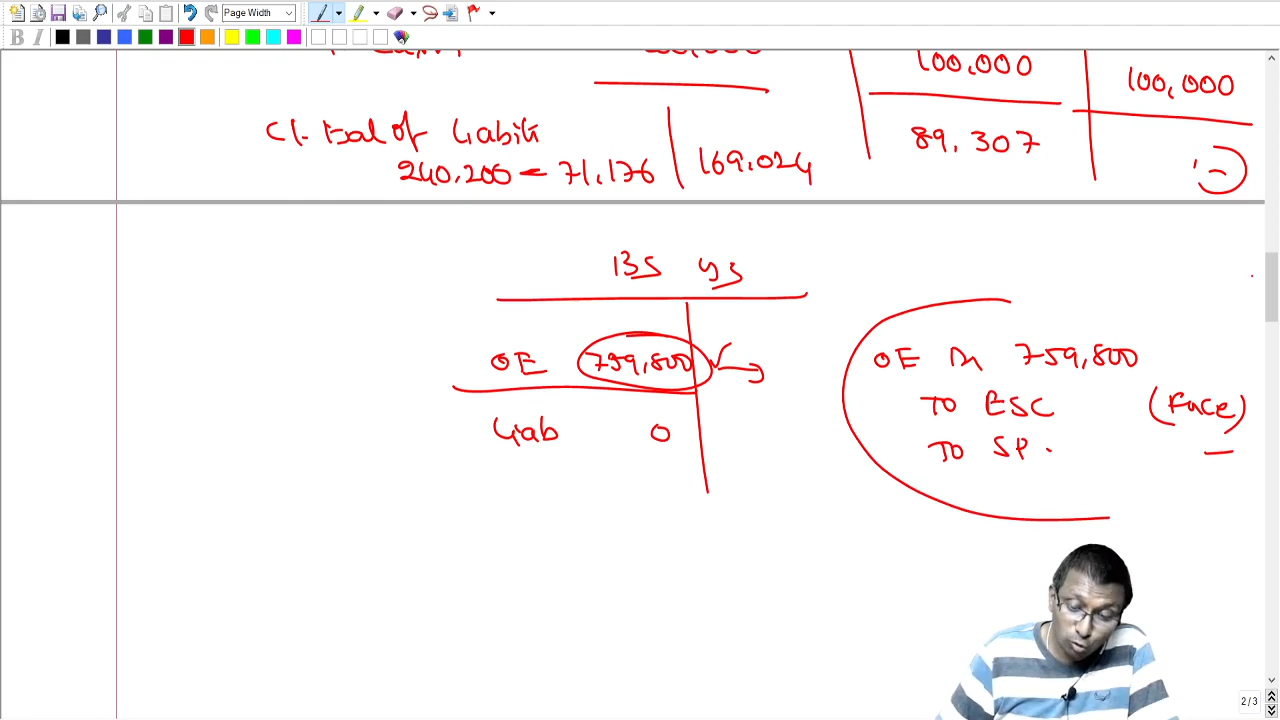 Page Width
B I
100,000
100,000
Cl. Bal of Liabili
89,307
240,200 - 71,176 169,024
BS Y3
OE 759,800
OE Dr 759,800
To ESC (Face)
To SP.
Liab 0
2/3